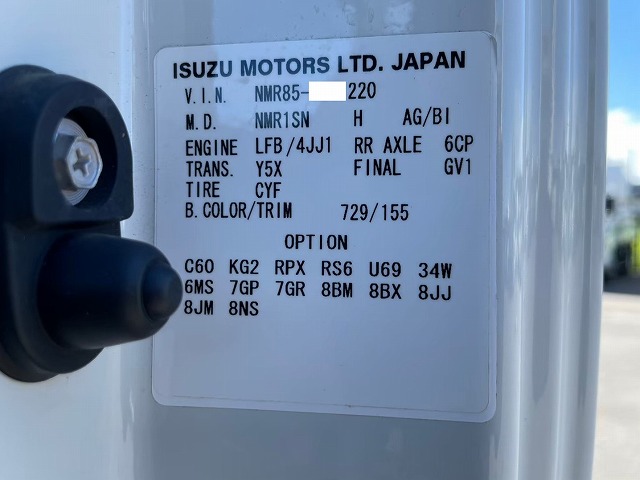 ISUZU MOTORS LTD. JAPAN
V.I.N. NMR85- 220
M.D. NMR1SN H AG/BI
ENGINE LFB/4JJ1 RR AXLE 6CP
TRANS. Y5X FINAL GV1
TIRE CYF
B.COLOR/TRIM 729/155
OPTION
C60 KG2 RPX RS6 U69 34W
6MS 7GP 7GR 8BM 8BX 8JJ
8JM 8NS